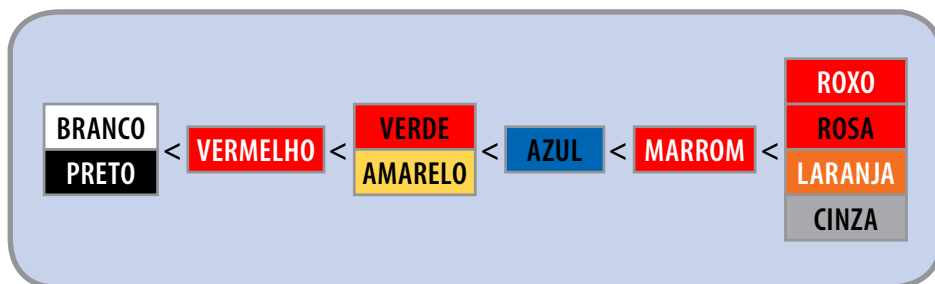 BRANCO
PRETO
<
VERMELHO
<
VERDE
AMARELO
<
AZUL
<
MARROM
<
ROXO
ROSA
LARANJA
CINZA